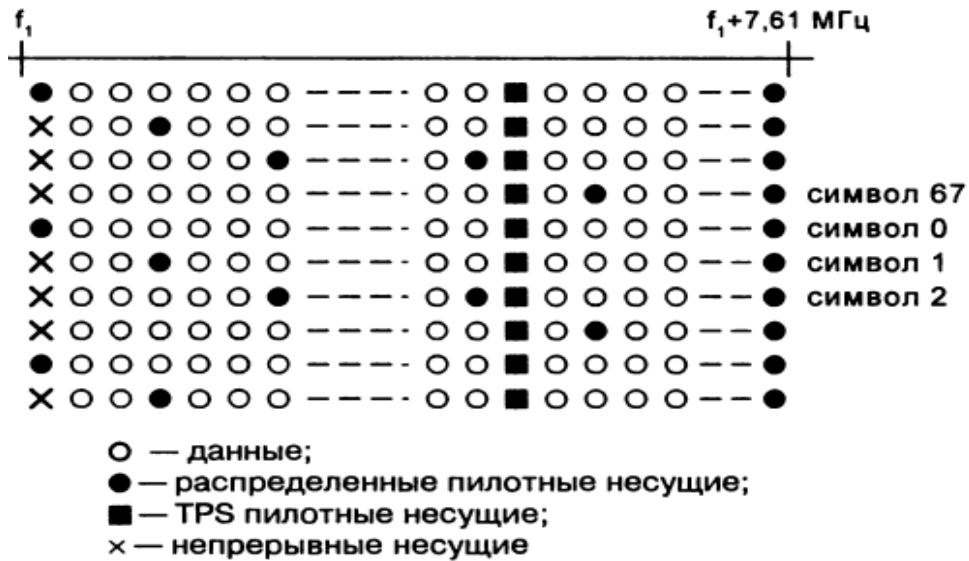 f₁ f₁+7,61 МГц
символ 67
символ 0
символ 1
символ 2
— данные;
— распределенные пилотные несущие;
— TPS пилотные несущие;
× — непрерывные несущие